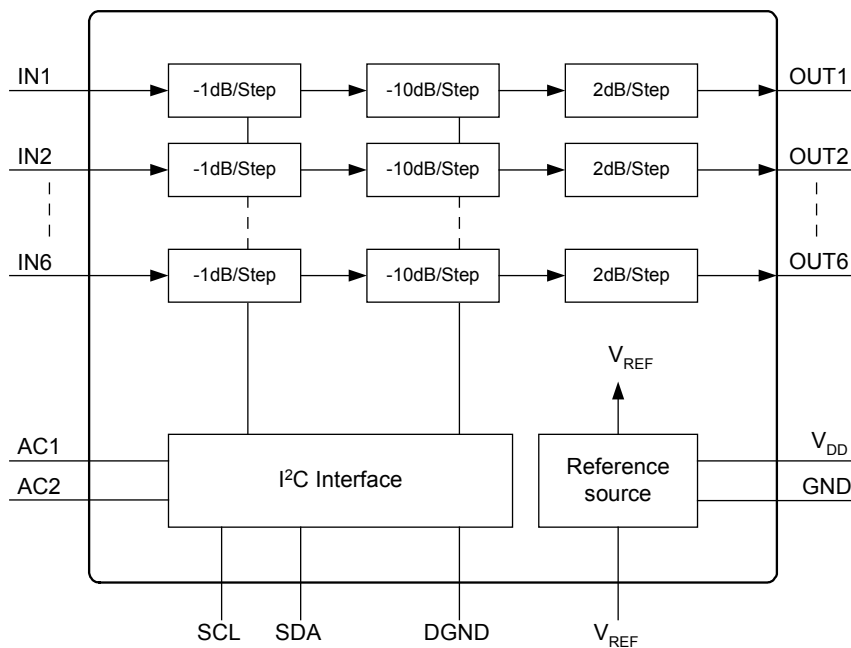 IN1 -1dB/Step -10dB/Step 2dB/Step OUT1
IN2 -1dB/Step -10dB/Step 2dB/Step OUT2
IN6 -1dB/Step -10dB/Step 2dB/Step OUT6
VREF
AC1 VDD
I²C Interface Reference
source
AC2 GND
SCL SDA DGND VREF